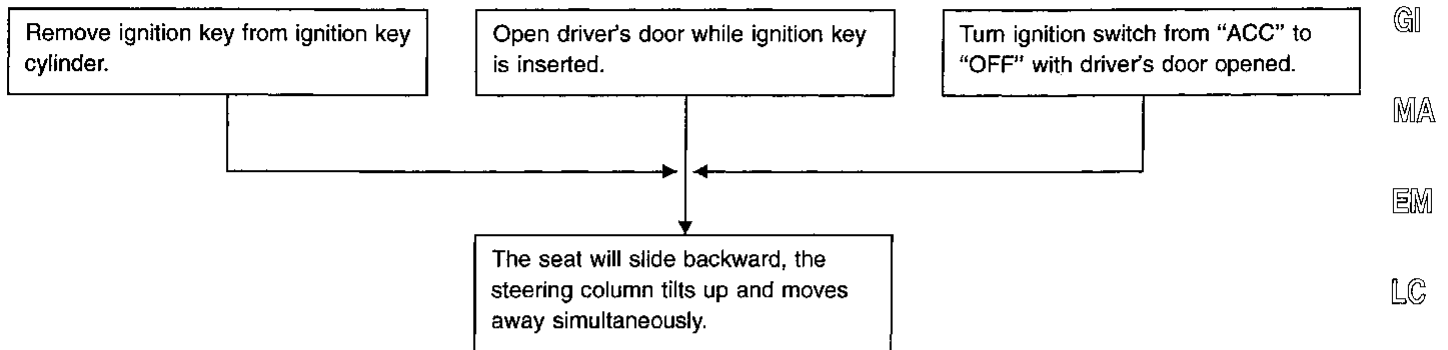 Remove ignition key from ignition key
cylinder.
Open driver's door while ignition key
is inserted.
Turn ignition switch from “ACC” to
“OFF” with driver's door opened.
The seat will slide backward, the
steering column tilts up and moves
away simultaneously.
GI
MA
EM
LC